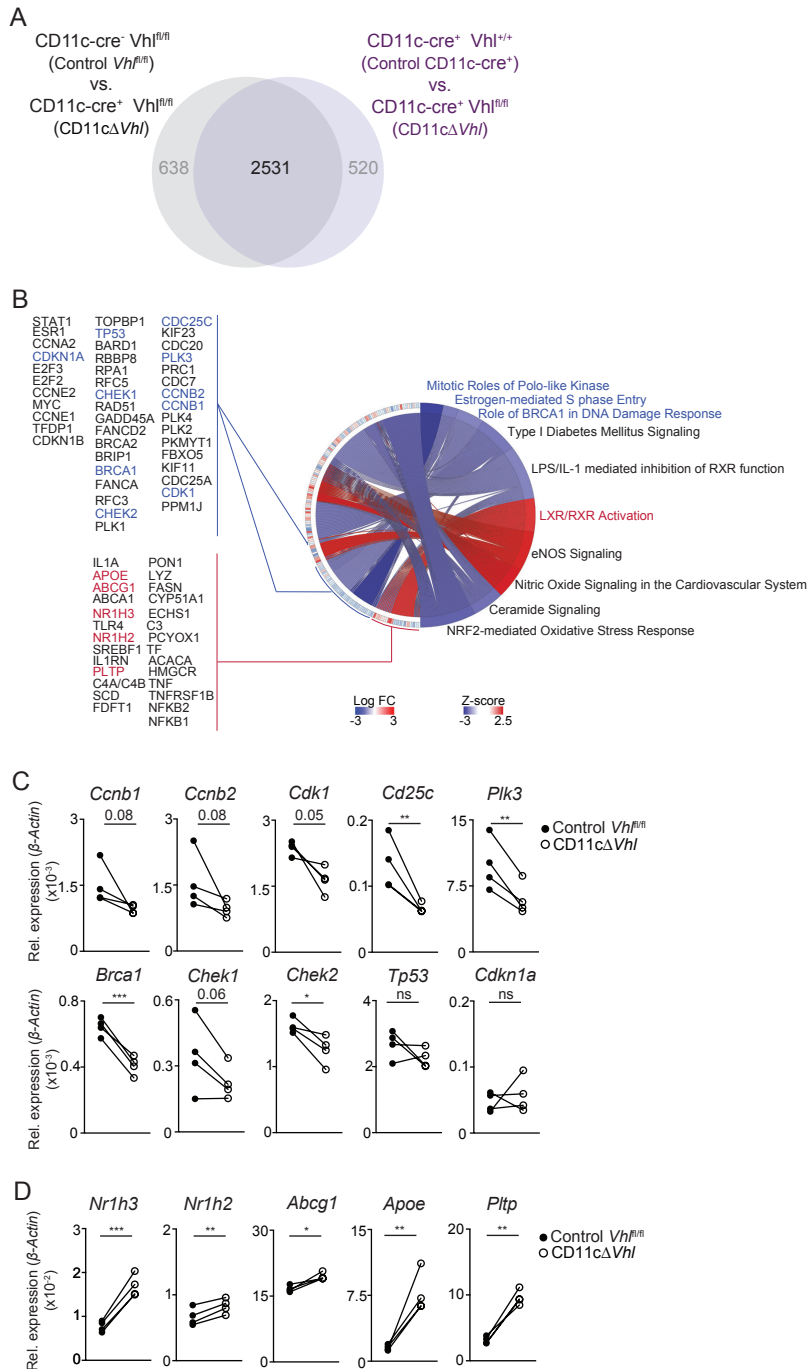 A
CD11c-cre⁻ Vhl^fl/fl
(Control Vhl^fl/fl)
vs.
CD11c-cre⁺ Vhl^fl/fl
(CD11cΔVhl)
CD11c-cre⁺ Vhl^+/+
(Control CD11c-cre⁺)
vs.
CD11c-cre⁺ Vhl^fl/fl
(CD11cΔVhl)
638
2531
520
B
STAT1
ESR1
CCNA2
CDKN1A
E2F3
E2F2
CCNE2
MYC
CCNE1
TFDP1
CDKN1B
TOPBP1
TP53
BARD1
RBBP8
RPA1
RFC5
CHEK1
RAD51
GADD45A
FANCD2
BRCA2
BRIP1
BRCA1
FANCA
RFC3
CHEK2
PLK1
CDC25C
KIF23
CDC20
PLK3
PRC1
CDC7
CCNB2
CCNB1
PLK4
PLK2
PKMYT1
FBXO5
KIF11
CDC25A
CDK1
PPM1J
Mitotic Roles of Polo-like Kinase
Estrogen-mediated S phase Entry
Role of BRCA1 in DNA Damage Response
Type I Diabetes Mellitus Signaling
LPS/IL-1 mediated inhibition of RXR function
LXR/RXR Activation
eNOS Signaling
Nitric Oxide Signaling in the Cardiovascular System
Ceramide Signaling
NRF2-mediated Oxidative Stress Response
IL1A
APOE
ABCG1
ABCA1
NR1H3
TLR4
NR1H2
SREBF1
IL1RN
PLTP
C4A/C4B
SCD
FDFT1
PON1
LYZ
FASN
CYP51A1
ECHS1
C3
PCYOX1
TF
ACACA
HMGCR
TNF
TNFRSF1B
NFKB2
NFKB1
Log FC
-3 3
Z-score
-3 2.5
C
Rel. expression (β-Actin)
(x10⁻³)
Ccnb1
0.08
3
1.5
0
Ccnb2
0.08
3
1.5
0
Cdk1
0.05
3
1.5
0
Cd25c
**
0.2
0.1
0
Plk3
**
15
7.5
0
Control Vhl^fl/fl
CD11cΔVhl
Rel. expression (β-Actin)
(x10⁻³)
Brca1
***
0.8
0.4
0
Chek1
0.06
0.6
0.3
0
Chek2
*
2
1
0
Tp53
ns
4
2
0
Cdkn1a
ns
0.2
0.1
0
D
Rel. expression (β-Actin)
(x10⁻²)
Nr1h3
***
3
2
1
0
Nr1h2
**
2
1
0
Abcg1
*
30
15
0
Apoe
**
15
7.5
0
Pltp
**
20
10
0
Control Vhl^fl/fl
CD11cΔVhl